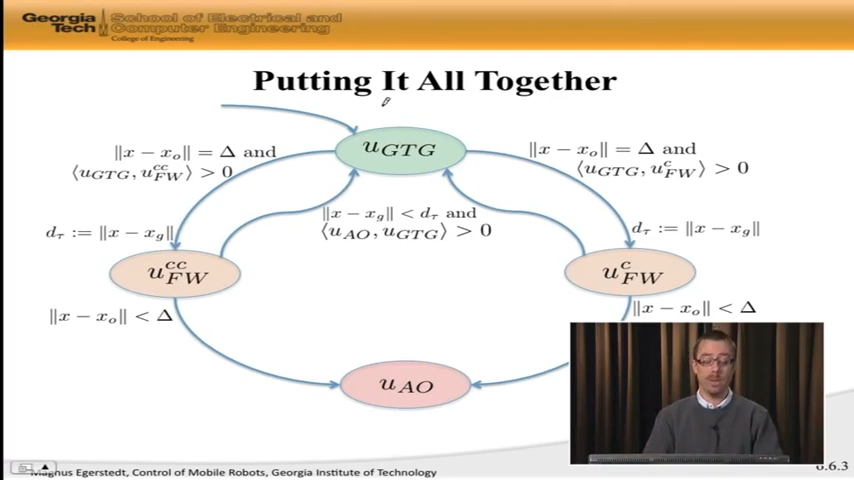 Georgia Tech
School of Electrical and
Computer Engineering
College of Engineering
Putting It All Together
‖x − x_o‖ = Δ and
⟨u_GTG, u_FW^cc⟩ > 0
u_GTG
‖x − x_o‖ = Δ and
⟨u_GTG, u_FW^c⟩ > 0
‖x − x_g‖ < d_τ and
⟨u_AO, u_GTG⟩ > 0
d_τ := ‖x − x_g‖
d_τ := ‖x − x_g‖
u_FW^cc
u_FW^c
‖x − x_o‖ < Δ
‖x − x_o‖ < Δ
u_AO
Magnus Egerstedt, Control of Mobile Robots, Georgia Institute of Technology
6.6.3